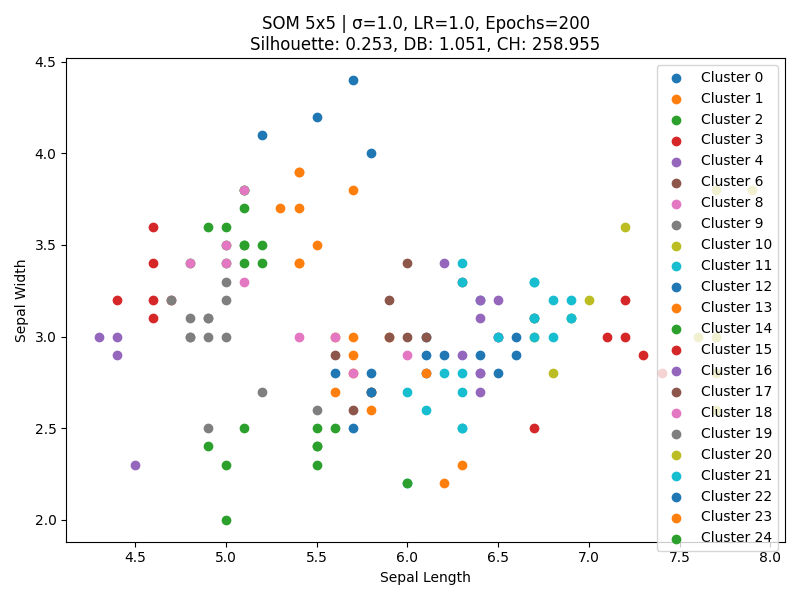 SOM 5x5 | σ=1.0, LR=1.0, Epochs=200
Silhouette: 0.253, DB: 1.051, CH: 258.955
4.5
4.0
3.5
3.0
2.5
2.0
Sepal Width
Cluster 0
Cluster 1
Cluster 2
Cluster 3
Cluster 4
Cluster 6
Cluster 8
Cluster 9
Cluster 10
Cluster 11
Cluster 12
Cluster 13
Cluster 14
Cluster 15
Cluster 16
Cluster 17
Cluster 18
Cluster 19
Cluster 20
Cluster 21
Cluster 22
Cluster 23
Cluster 24
4.5 5.0 5.5 6.0 6.5 7.0 7.5 8.0
Sepal Length